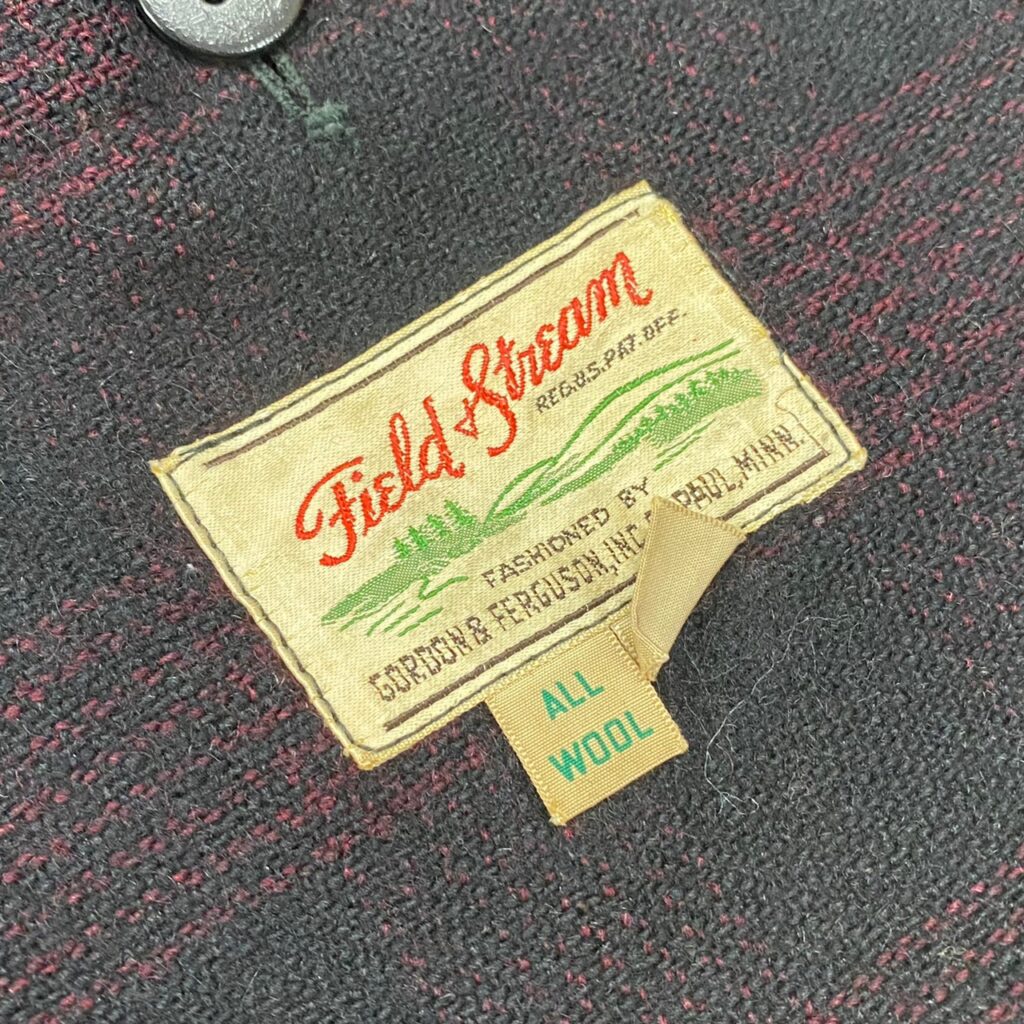 Field & Stream
REG.U.S.PAT.OFF.
FASHIONED BY
GORDON & FERGUSON, INC. PAUL, MINN.
ALL
WOOL